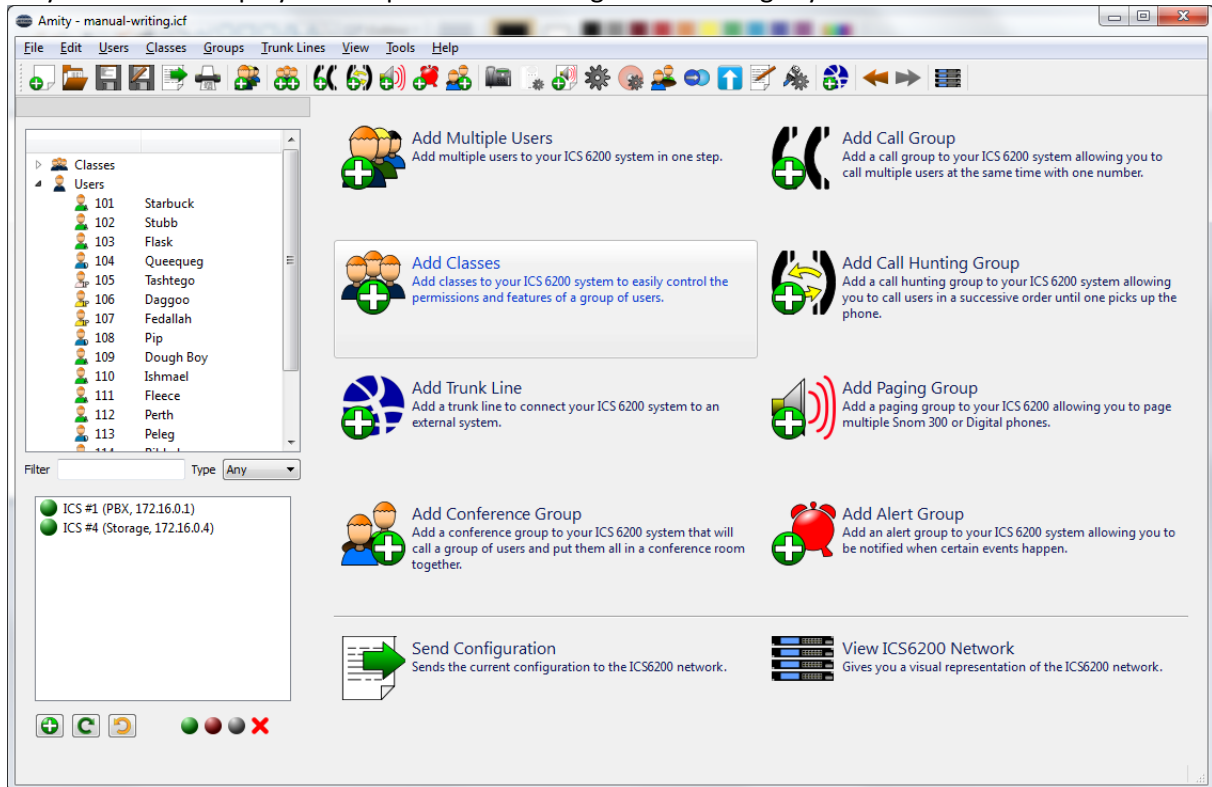 Amity - manual-writing.icf
File Edit Users Classes Groups Trunk Lines View Tools Help
Classes
Users
101 Starbuck
102 Stubb
103 Flask
104 Queequeg
105 Tashtego
106 Daggoo
107 Fedallah
108 Pip
109 Dough Boy
110 Ishmael
111 Fleece
112 Perth
113 Peleg
Filter Type Any
ICS #1 (PBX, 172.16.0.1)
ICS #4 (Storage, 172.16.0.4)
Add Multiple Users
Add multiple users to your ICS 6200 system in one step.
Add Call Group
Add a call group to your ICS 6200 system allowing you to
call multiple users at the same time with one number.
Add Classes
Add classes to your ICS 6200 system to easily control the
permissions and features of a group of users.
Add Call Hunting Group
Add a call hunting group to your ICS 6200 system allowing
you to call users in a successive order until one picks up the
phone.
Add Trunk Line
Add a trunk line to connect your ICS 6200 system to an
external system.
Add Paging Group
Add a paging group to your ICS 6200 allowing you to page
multiple Snom 300 or Digital phones.
Add Conference Group
Add a conference group to your ICS 6200 system that will
call a group of users and put them all in a conference room
together.
Add Alert Group
Add an alert group to your ICS 6200 system allowing you to
be notified when certain events happen.
Send Configuration
Sends the current configuration to the ICS6200 network.
View ICS6200 Network
Gives you a visual representation of the ICS6200 network.